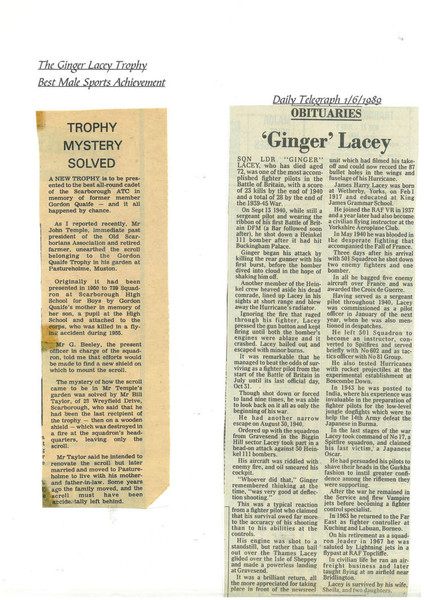 The Ginger Lacey Trophy
Best Male Sports Achievement
TROPHY
MYSTERY
SOLVED
A NEW TROPHY is to be pre-
sented to the best all-round cadet
of the Scarborough ATC in
memory of former member
Gordon Quaife — and it all
happened by chance.
As I reported recently, Mr
John Temple, immediate past
president of the Old Scar-
borians Association and retired
farmer, unearthed the scroll
belonging to the Gordon
Quaife Trophy in his garden at
Pastureholme, Muston.
Originally it had been
presented in 1950 to 739 Squad-
ron at Scarborough High
School for Boys by Gordon
Quaife's mother in memory of
her son, a pupil at the High
School and attached to the
corps, who was killed in a fly-
ing accident during 1955.
Mr G. Beeley, the present
officer in charge of the squad-
ron, told me that efforts would
be made to find a new shield on
which to mount the scroll.
The mystery of how the scroll
came to be in Mr Temple's
garden was solved by Mr Bill
Taylor, of 21 Wreyfield Drive,
Scarborough, who said that he
had been the last recipient of
the trophy — then on a wooden
shield — which was destroyed in
a fire at the squadron's head-
quarters, leaving only the
scroll.
Mr Taylor said he intended to
renovate the scroll but later
married and moved to Pasture-
holme to live with his mother-
and father-in-law. Some years
ago the family moved, and the
scroll must have been
accidentally left behind.
Daily Telegraph 1/6/1989
OBITUARIES
'Ginger' Lacey
SQN LDR "GINGER"
LACEY, who has died aged
72, was one of the most accom-
plished fighter pilots in the
Battle of Britain, with a score
of 23 kills by the end of 1940
and a total of 28 by the end of
the 1939-45 War.
On Sept 13 1940, while still a
sergeant pilot and wearing the
ribbon of his first Battle of Brit-
ain DFM (a Bar followed soon
after), he shot down a Heinkel
111 bomber after it had hit
Buckingham Palace.
Ginger began his attack by
killing the rear gunner with his
first burst, before the bomber
dived into cloud in the hope of
shaking him off.
Another member of the Hein-
kel crew heaved aside his dead
comrade, lined up Lacey in his
sights at short range and blew
away the Hurricane's radiator.
Ignoring the fire that raged
through his fighter, Lacey
pressed the gun button and kept
firing until both the bomber's
engines were ablaze and it
crashed. Lacey bailed out and
escaped with minor burns.
It was remarkable that he
managed to beat the odds of sur-
viving as a fighter pilot from the
start of the Battle of Britain in
July until its last official day,
Oct 31.
Though shot down or forced
to land nine times, he was able
to look back on it all as only the
beginning of his war.
He had another narrow
escape on August 30, 1940.
Ordered up with the squadron
from Gravesend in the Biggin
Hill sector Lacey took part in a
head-on attack against 50 Hein-
kel 111 bombers.
His aircraft was riddled with
enemy fire, and oil smeared his
cockpit.
"Wherever did that," Ginger
remembered thinking at the
time, "was very good at deflec-
tion shooting."
This was a typical reaction
from a fighter pilot who claimed
that his survival owed far more
to the accuracy of his shooting
than to his abilities at the
controls.
His engine was shot to a
standstill, but rather than bail
out over the Thames Lacey
glided over the Isle of Sheppey
and made a powerless landing
at Gravesend.
It was a brilliant return, all
the more appreciated for taking
place in front of the newsreel
unit which had filmed his take-
off and could now record the 87
bullet holes in the wings and
fuselage of his Hurricane.
James Harry Lacey was born
at Wetherby, Yorks, on Feb 1
1917 and educated at King
James Grammar School.
He joined the RAFVR in 1937
and a year later had also become
a civilian flying instructor at the
Yorkshire Aeroplane Club.
In May 1940 he was blooded in
the desperate fighting that
accompanied the Fall of France.
Three days after his arrival
with 501 Squadron he shot down
two enemy fighters and one
bomber.
In all he bagged five enemy
aircraft over France and was
awarded the Croix de Guerre.
Having served as a sergeant
pilot throughout 1940, Lacey
was commissioned as a pilot
officer in January of the next
year, when he was also men-
tioned in despatches.
He left 501 Squadron to
become an instructor, con-
verted to Spitfires and served
briefly with No 602 and as tac-
tics officer with No 81 Group.
He also tested Hurricanes
with rocket projectiles at the
experimental establishment at
Boscombe Down.
In 1943 he was posted to
India, where his experience was
invaluable in the preparation of
fighter pilots for the low-level
jungle dogfights which were to
help the 14th Army defeat the
Japanese in Burma.
In the last stages of the war
Lacey took command of No 17, a
Spitfire squadron, and claimed
his last victim, a Japanese
Oscar.
He persuaded his pilots to
shave their heads in the Gurkha
fashion to instil greater confi-
dence among the riflemen they
were supporting.
After the war he remained in
the Service and flew Vampire
jets before becoming a fighter
control specialist.
In 1963 he returned to the Far
East as fighter controller at
Kuching and Labuan, Borneo.
On his retirement as a squad-
ron leader in 1967 he was
saluted by Lightning jets in a
flypast at RAF Topcliffe.
In civilian life he ran an air-
freight business and later
taught flying at an airfield near
Bridlington.
Lacey is survived by his wife,
Sheila, and two daughters.